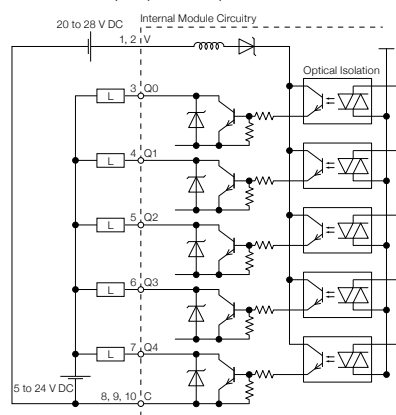 20 to 28 V DC
Internal Module Circuitry
1, 2 V
Optical Isolation
L
3 Q0
L
4 Q1
L
5 Q2
L
6 Q3
L
7 Q4
5 to 24 V DC
8, 9, 10 C